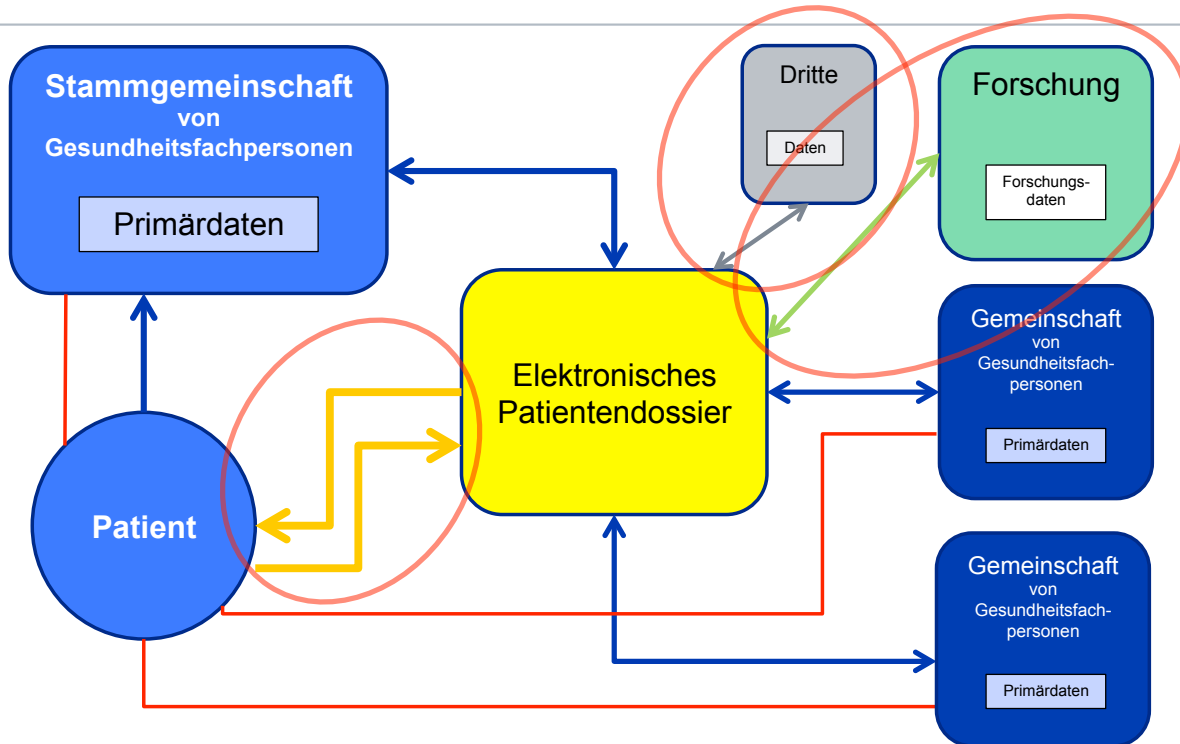 Stammgemeinschaft
von
Gesundheitsfachpersonen
Primärdaten
Dritte
Daten
Forschung
Forschungs-
daten
Elektronisches
Patientendossier
Gemeinschaft
von
Gesundheitsfach-
personen
Primärdaten
Patient
Gemeinschaft
von
Gesundheitsfach-
personen
Primärdaten